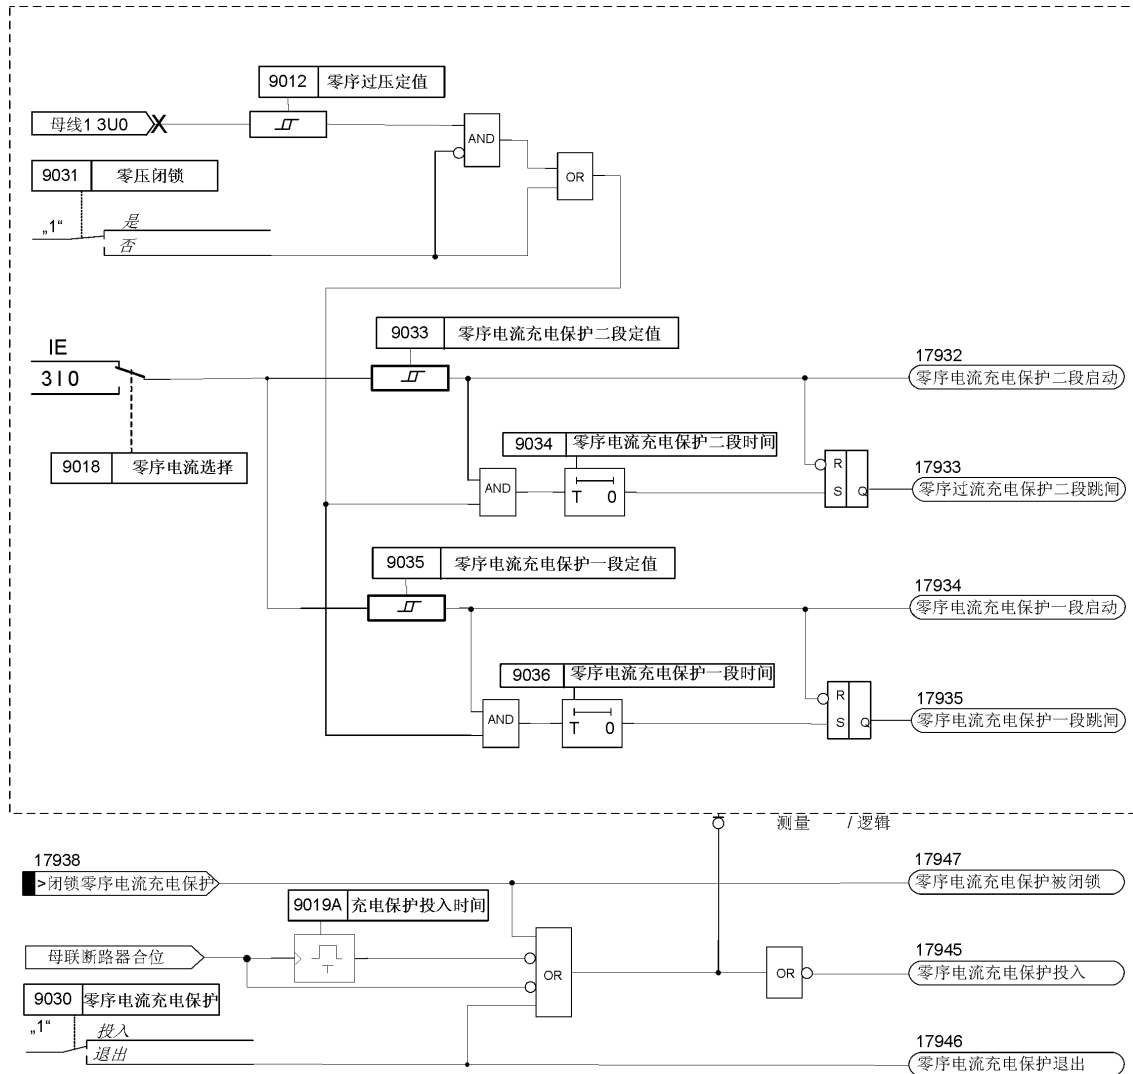 9012 零序过压定值
母线1 3U0
AND
9031 零压闭锁
OR
„1“
是
否
9033 零序电流充电保护二段定值
IE
3I0
17932
零序电流充电保护二段启动
9034 零序电流充电保护二段时间
9018 零序电流选择
AND
T 0
R
S Q
17933
零序过流充电保护二段跳闸
9035 零序电流充电保护一段定值
17934
零序电流充电保护一段启动
9036 零序电流充电保护一段时间
AND
T 0
R
S Q
17935
零序电流充电保护一段跳闸
测量 /逻辑
17938
>闭锁零序电流充电保护
17947
零序电流充电保护被闭锁
9019A 充电保护投入时间
母联断路器合位
T
OR
OR
17945
零序电流充电保护投入
9030 零序电流充电保护
„1“
投入
退出
17946
零序电流充电保护退出